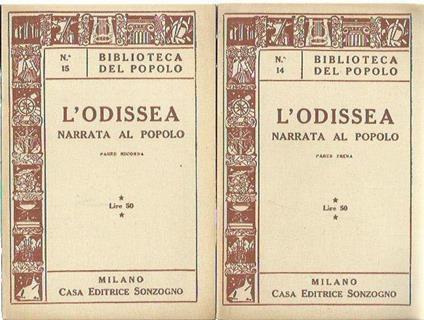 N.° 15
BIBLIOTECA
DEL POPOLO
L'ODISSEA
NARRATA AL POPOLO
PARTE SECONDA
Lire 50
MILANO
CASA EDITRICE SONZOGNO
N.° 14
BIBLIOTECA
DEL POPOLO
L'ODISSEA
NARRATA AL POPOLO
PARTE PRIMA
Lire 50
MILANO
CASA EDITRICE SONZOGNO